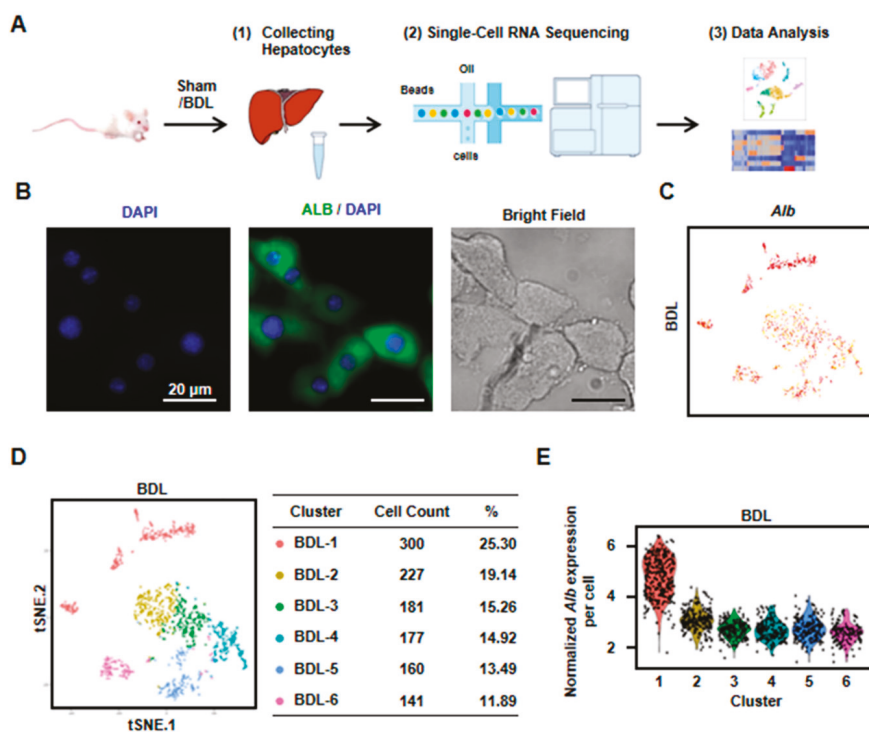 A
(1) Collecting
Hepatocytes
(2) Single-Cell RNA Sequencing
(3) Data Analysis
Sham
/BDL
Oil
Beads
cells
B
DAPI
ALB / DAPI
Bright Field
20 µm
C
Alb
BDL
D
BDL
tSNE.2
tSNE.1
Cluster Cell Count %
BDL-1 300 25.30
BDL-2 227 19.14
BDL-3 181 15.26
BDL-4 177 14.92
BDL-5 160 13.49
BDL-6 141 11.89
E
BDL
Normalized Alb expression
per cell
6
4
2
1 2 3 4 5 6
Cluster